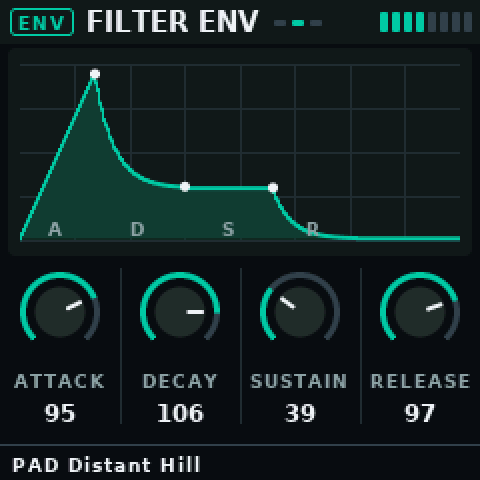 ENV FILTER ENV
A D S R
ATTACK DECAY SUSTAIN RELEASE
95 106 39 97
PAD Distant Hill